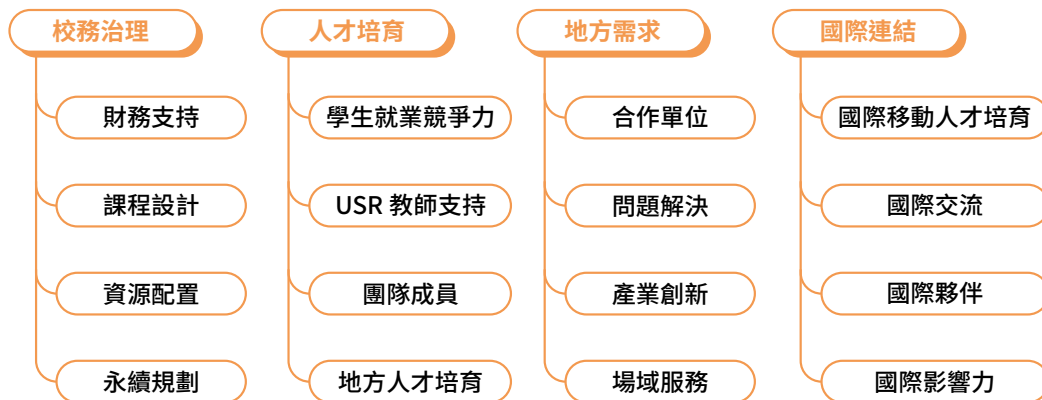 校務治理
財務支持
課程設計
資源配置
永續規劃
人才培育
學生就業競爭力
USR 教師支持
團隊成員
地方人才培育
地方需求
合作單位
問題解決
產業創新
場域服務
國際連結
國際移動人才培育
國際交流
國際夥伴
國際影響力